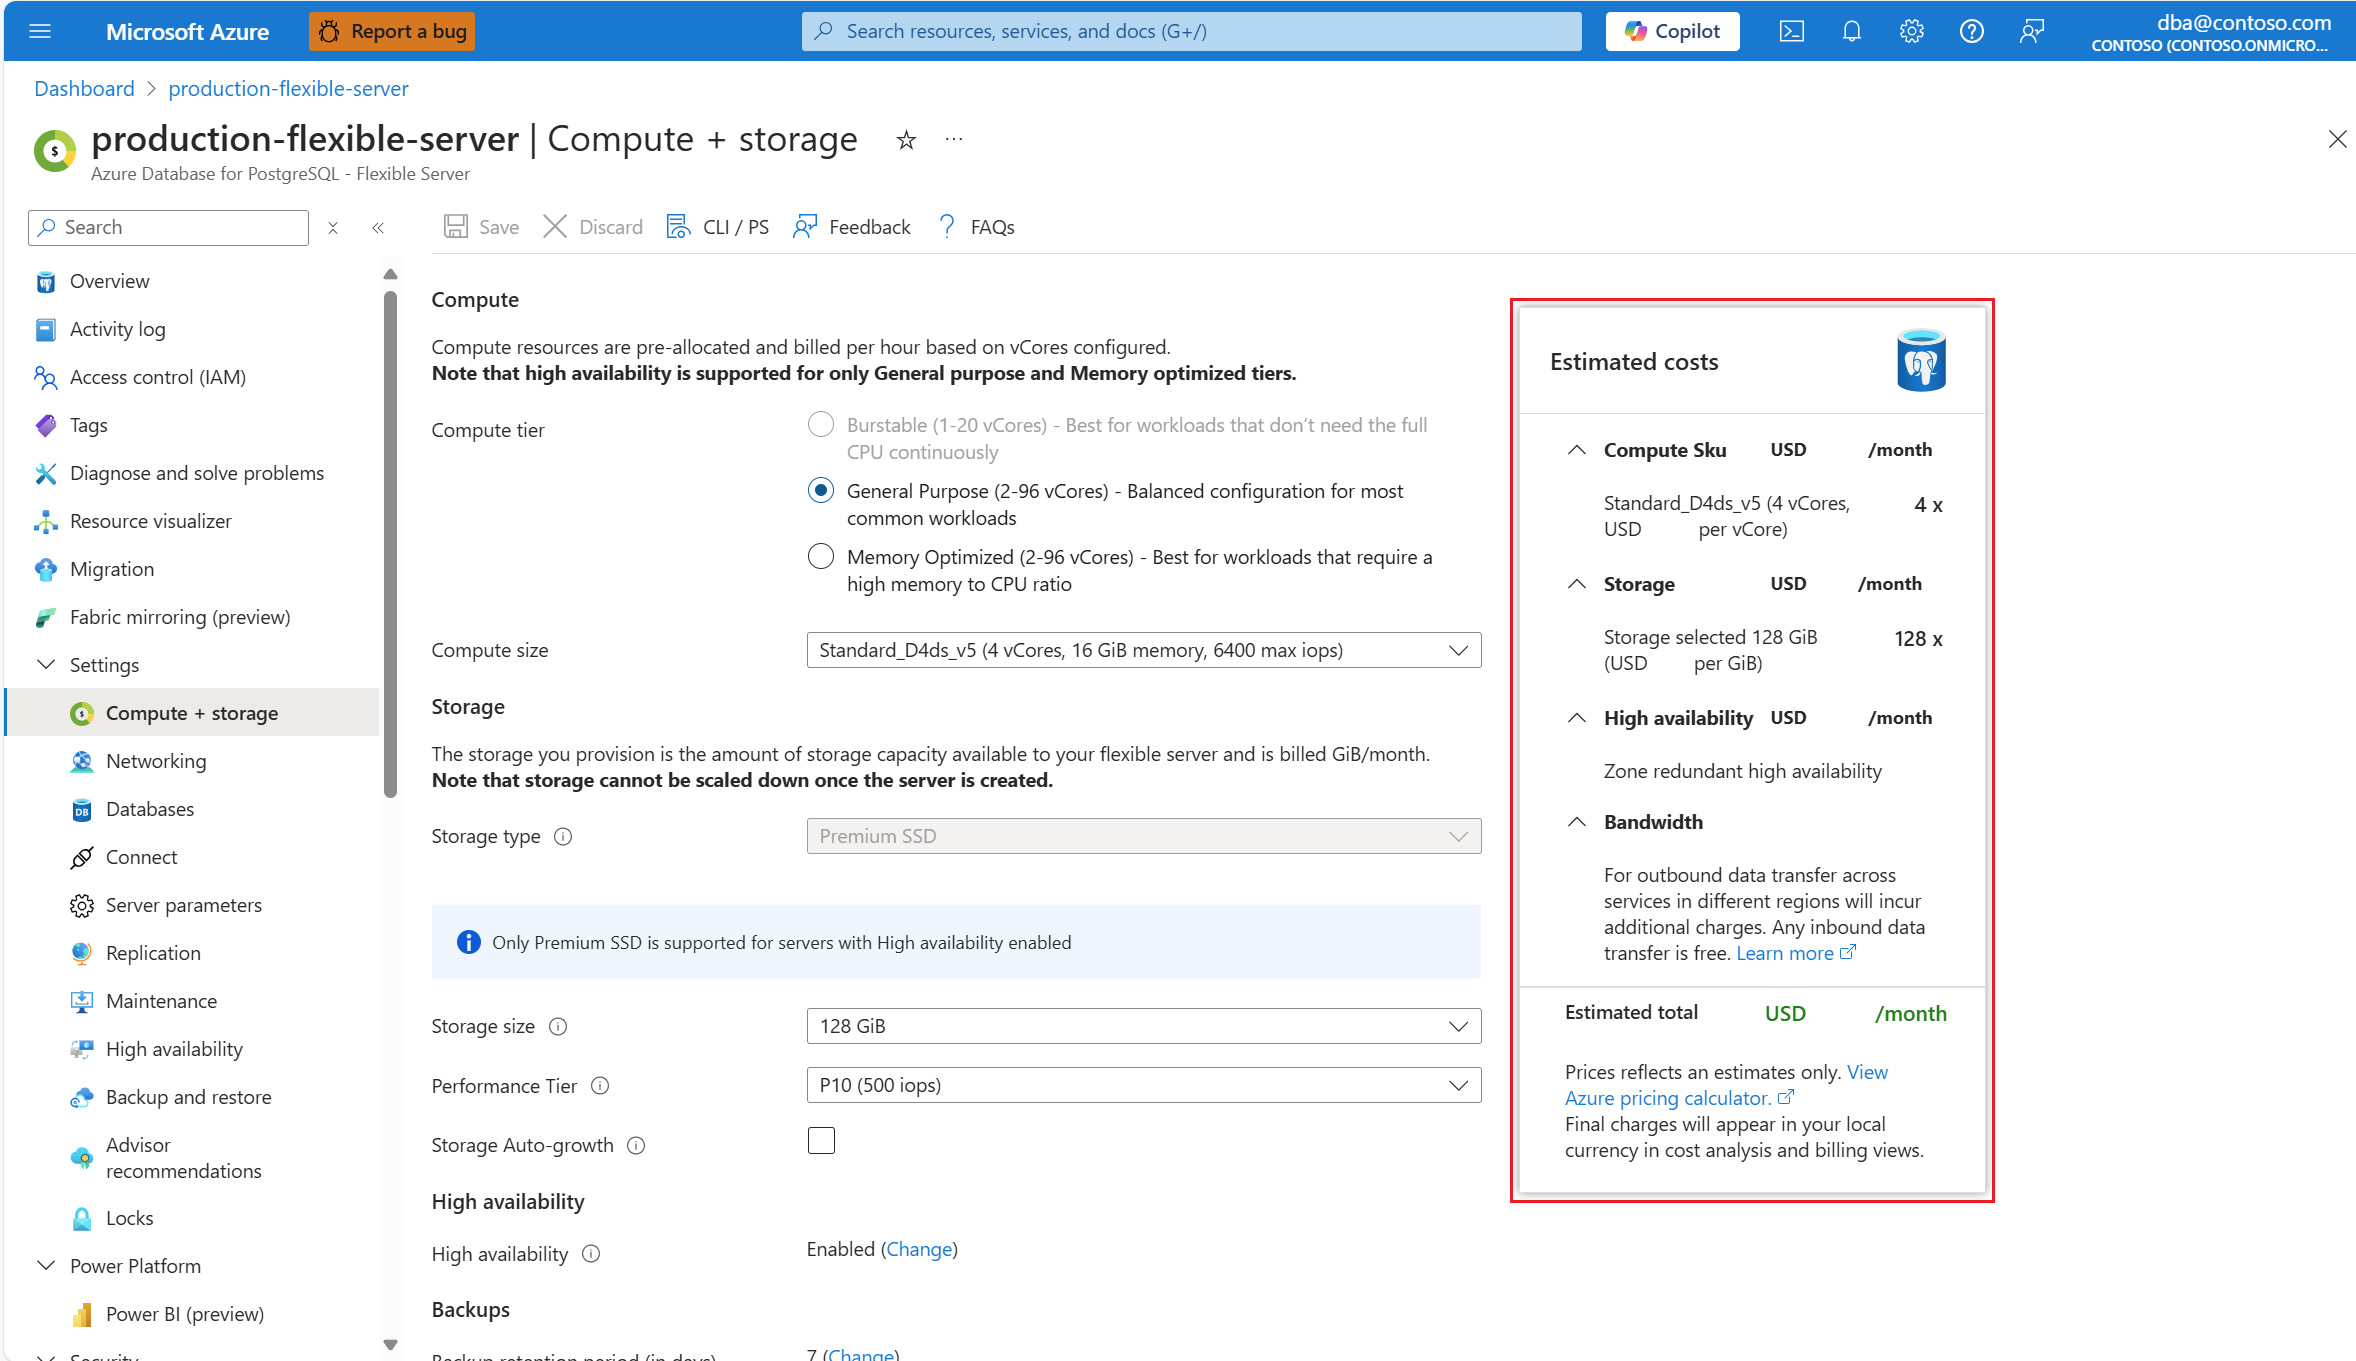 Microsoft Azure
Report a bug
Search resources, services, and docs (G+/)
Copilot
dba@contoso.com
CONTOSO (CONTOSO.ONMICRO...
Dashboard > production-flexible-server
production-flexible-server | Compute + storage
Azure Database for PostgreSQL - Flexible Server
Search
Save
Discard
CLI / PS
Feedback
FAQs
Overview
Activity log
Access control (IAM)
Tags
Diagnose and solve problems
Resource visualizer
Migration
Fabric mirroring (preview)
Settings
Compute + storage
Networking
Databases
Connect
Server parameters
Replication
Maintenance
High availability
Backup and restore
Advisor
recommendations
Locks
Power Platform
Power BI (preview)
Security
Compute
Compute resources are pre-allocated and billed per hour based on vCores configured.
Note that high availability is supported for only General purpose and Memory optimized tiers.
Compute tier
Burstable (1-20 vCores) - Best for workloads that don't need the full
CPU continuously
General Purpose (2-96 vCores) - Balanced configuration for most
common workloads
Memory Optimized (2-96 vCores) - Best for workloads that require a
high memory to CPU ratio
Compute size
Standard_D4ds_v5 (4 vCores, 16 GiB memory, 6400 max iops)
Storage
The storage you provision is the amount of storage capacity available to your flexible server and is billed GiB/month.
Note that storage cannot be scaled down once the server is created.
Storage type
Premium SSD
Only Premium SSD is supported for servers with High availability enabled
Storage size
128 GiB
Performance Tier
P10 (500 iops)
Storage Auto-growth
High availability
High availability
Enabled (Change)
Backups
Backup retention period (in days)
7 (Change)
Estimated costs
Compute Sku USD /month
Standard_D4ds_v5 (4 vCores, 4 x
USD per vCore)
Storage USD /month
Storage selected 128 GiB 128 x
(USD per GiB)
High availability USD /month
Zone redundant high availability
Bandwidth
For outbound data transfer across
services in different regions will incur
additional charges. Any inbound data
transfer is free. Learn more
Estimated total USD /month
Prices reflects an estimates only. View
Azure pricing calculator.
Final charges will appear in your local
currency in cost analysis and billing views.